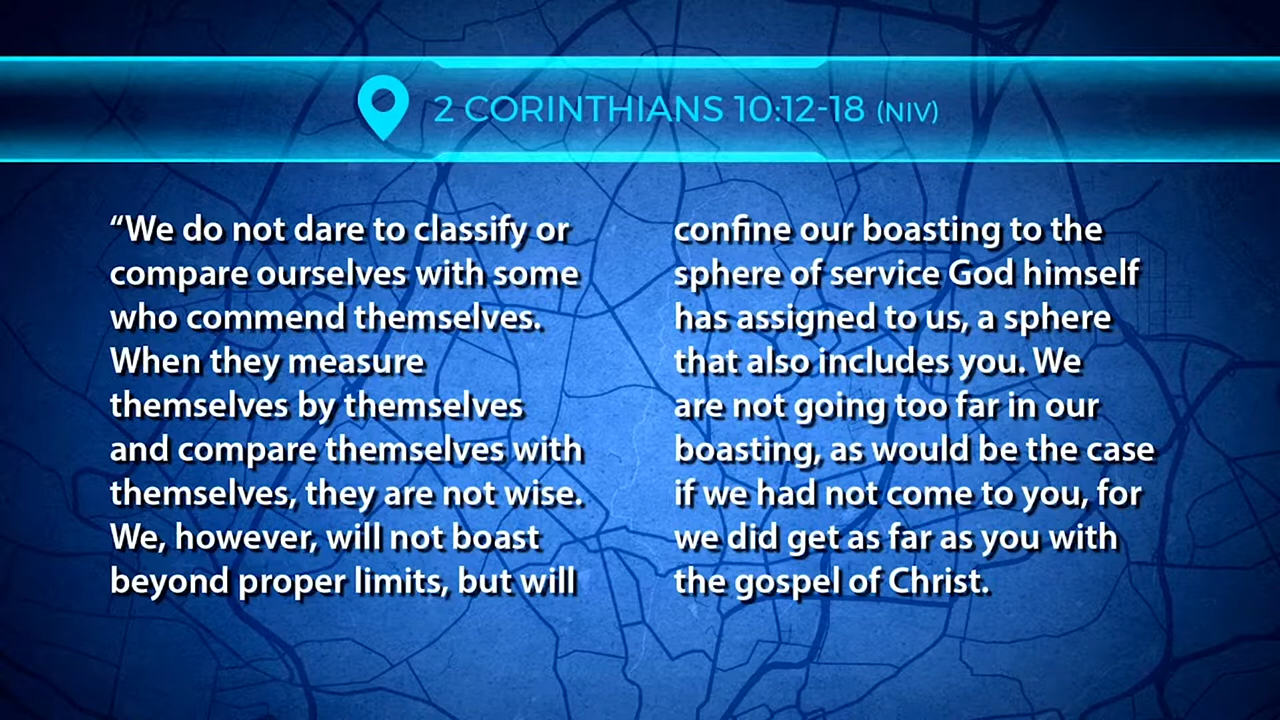 2 CORINTHIANS 10:12-18 (NIV)
“We do not dare to classify or
compare ourselves with some
who commend themselves.
When they measure
themselves by themselves
and compare themselves with
themselves, they are not wise.
We, however, will not boast
beyond proper limits, but will
confine our boasting to the
sphere of service God himself
has assigned to us, a sphere
that also includes you. We
are not going too far in our
boasting, as would be the case
if we had not come to you, for
we did get as far as you with
the gospel of Christ.